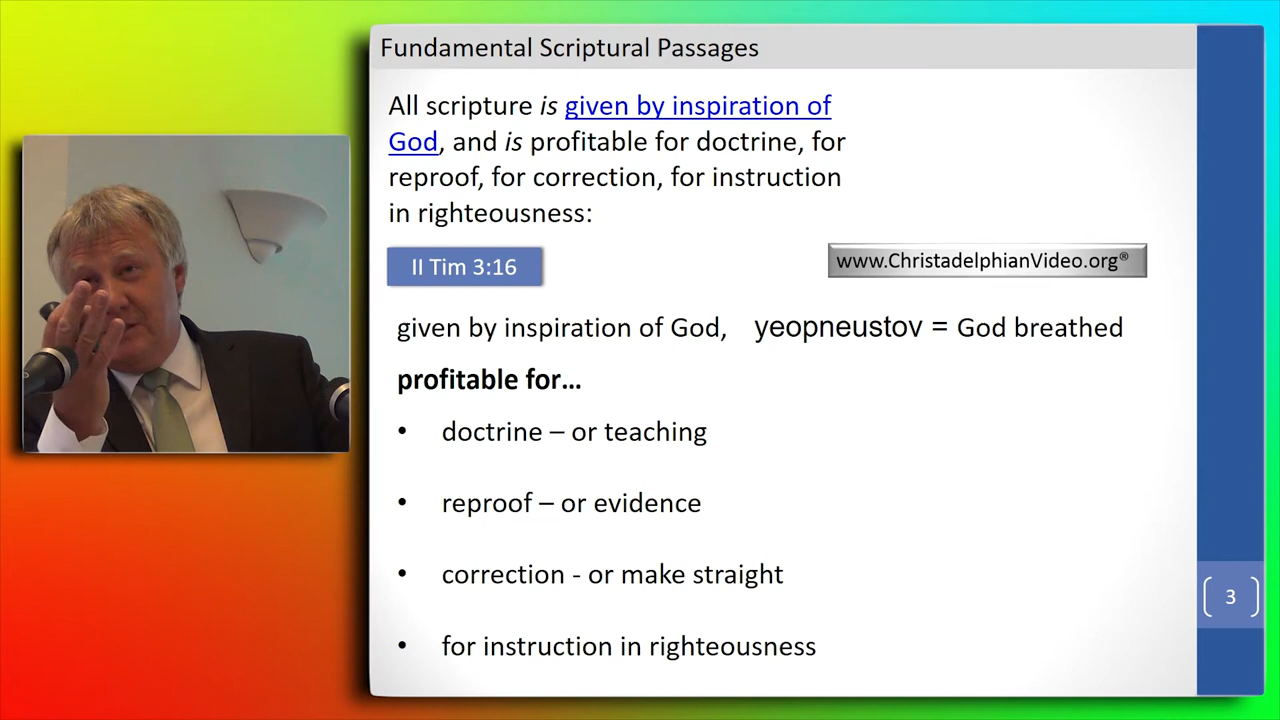 Fundamental Scriptural Passages
All scripture is given by inspiration of
God, and is profitable for doctrine, for
reproof, for correction, for instruction
in righteousness:
II Tim 3:16
www.ChristadelphianVideo.org®
given by inspiration of God, yeopneustov = God breathed
profitable for...
• doctrine – or teaching
• reproof – or evidence
• correction - or make straight
• for instruction in righteousness
3